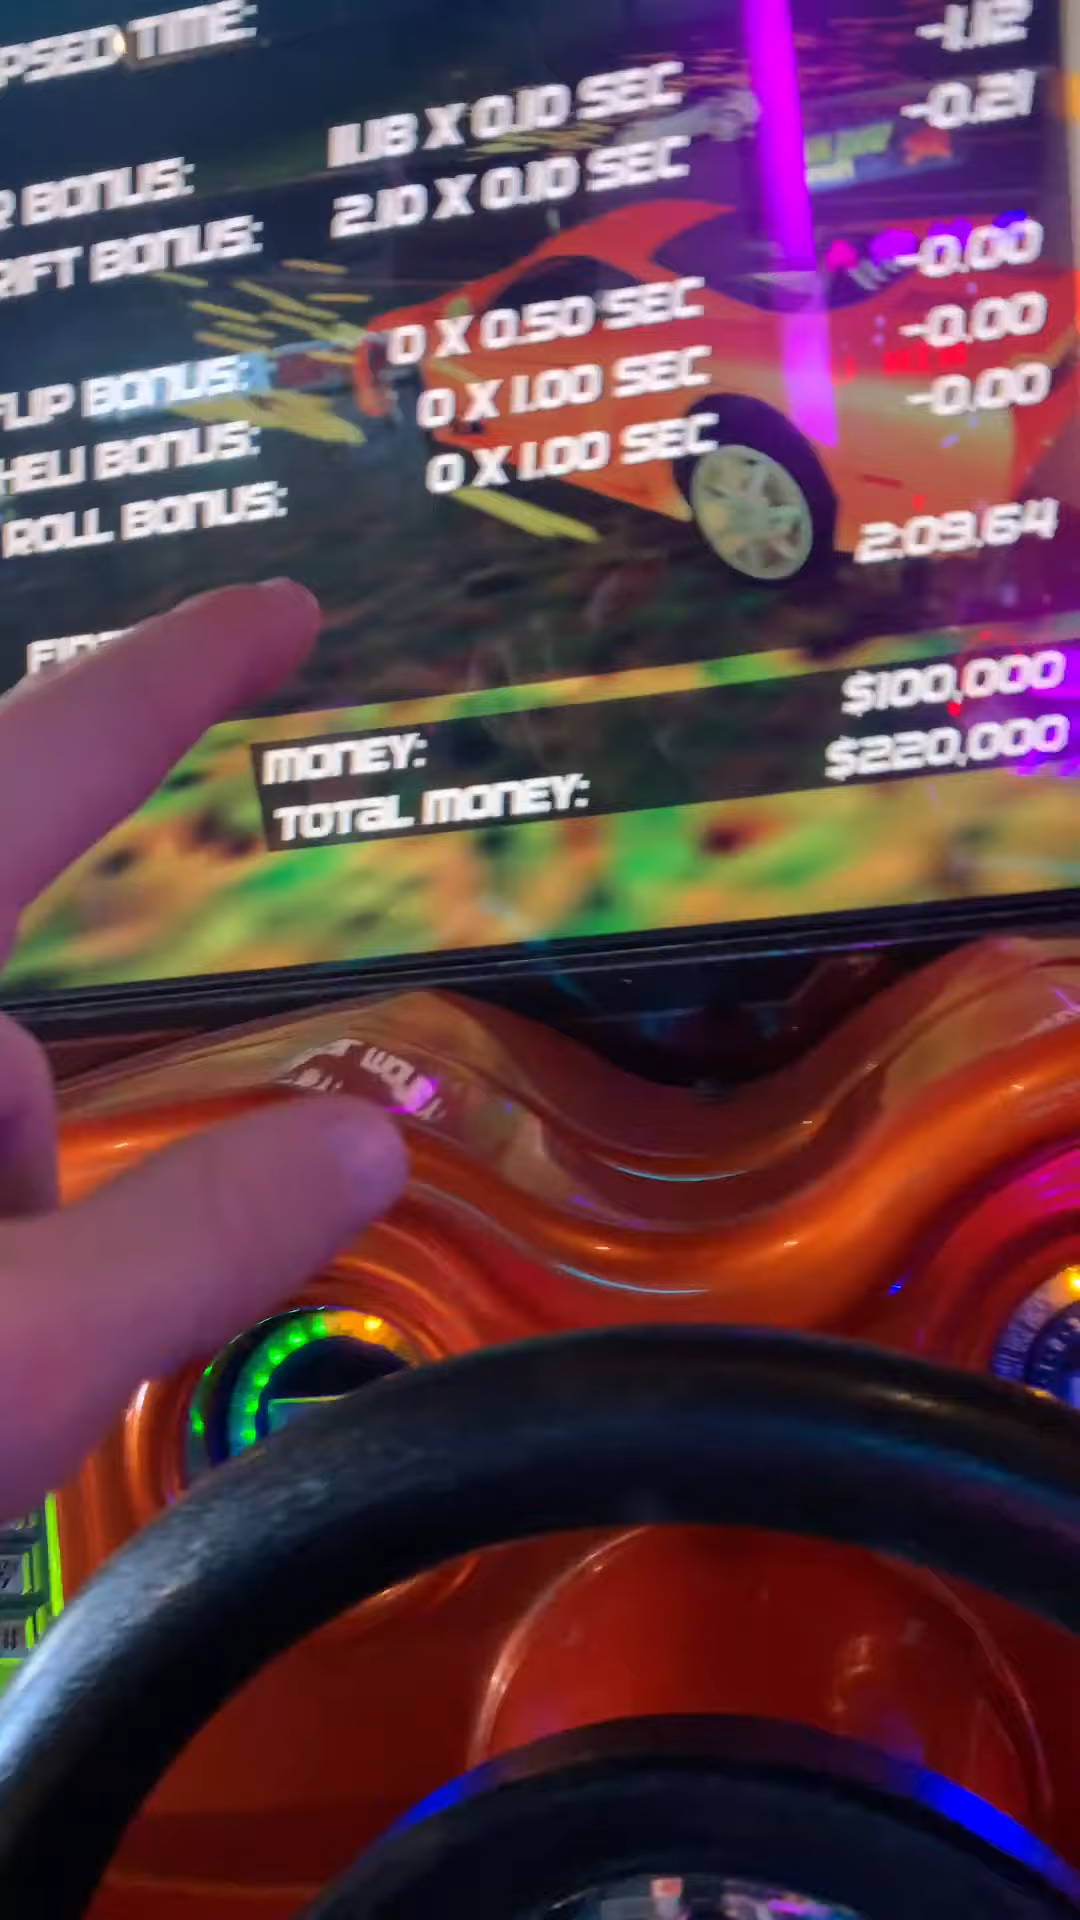 PSED TIME:
-1.12
R BONUS: 11.18 X 0.10 SEC -0.21
RIFT BONUS: 2.10 X 0.10 SEC
-0.00
FLIP BONUS: 0 X 0.50 SEC -0.00
HELI BONUS: 0 X 1.00 SEC -0.00
ROLL BONUS: 0 X 1.00 SEC
2:09.64
MONEY: $100,000
TOTAL MONEY: $220,000